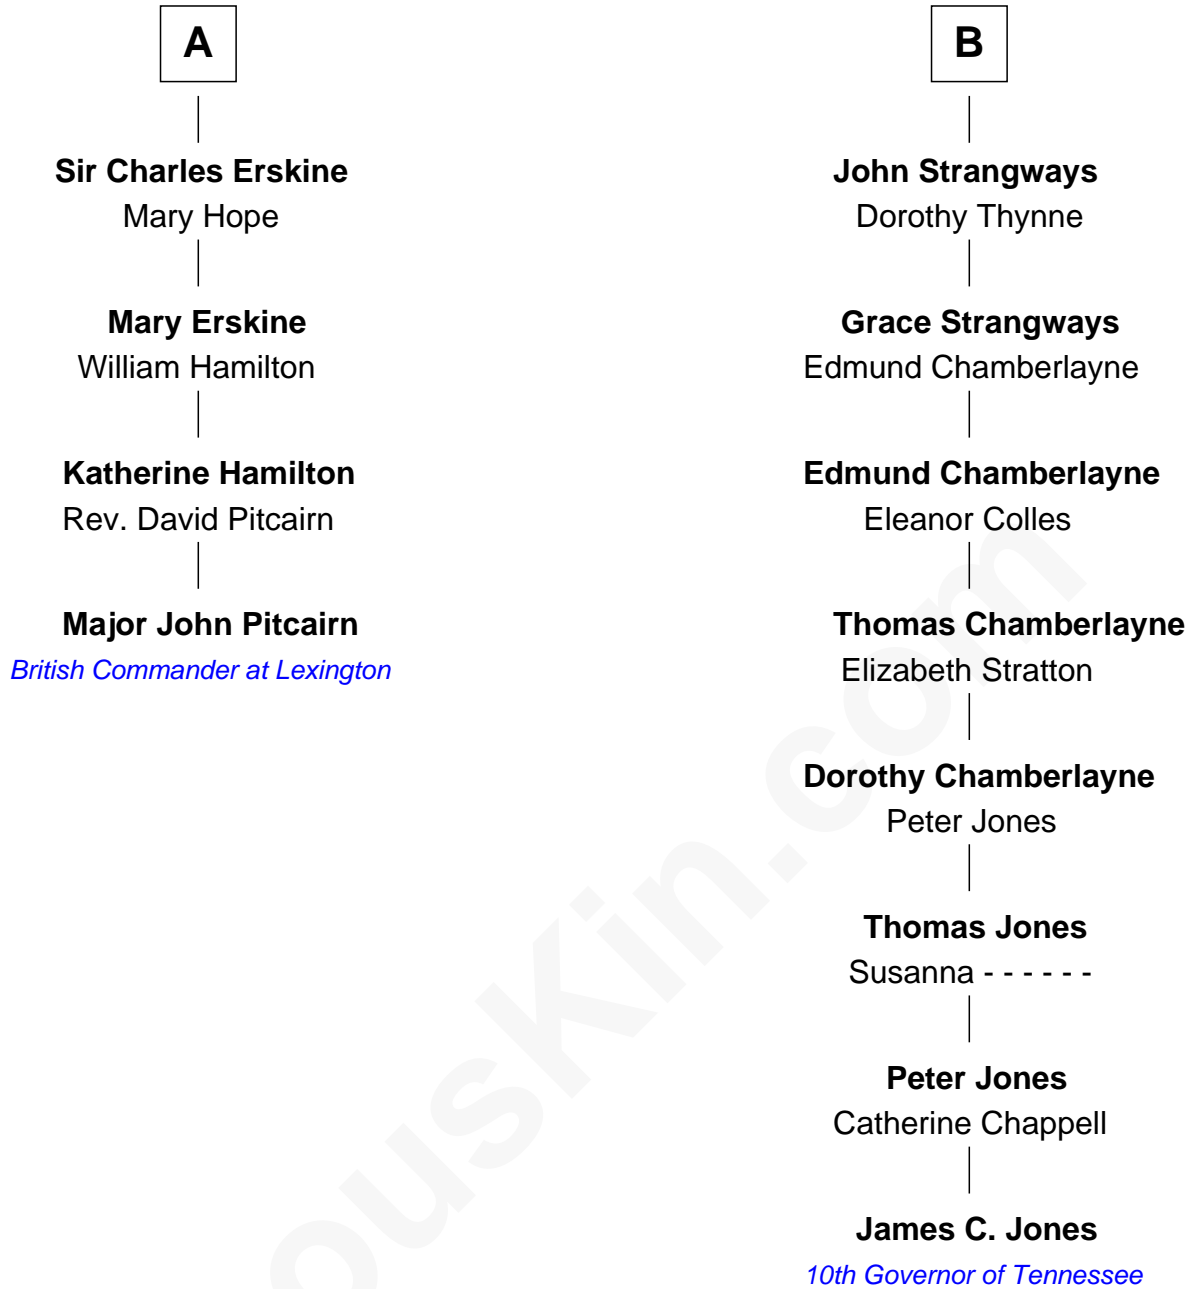 A
Sir Charles Erskine
Mary Hope
Mary Erskine
William Hamilton
Katherine Hamilton
Rev. David Pitcairn
Major John Pitcairn
British Commander at Lexington
B
John Strangways
Dorothy Thynne
Grace Strangways
Edmund Chamberlayne
Edmund Chamberlayne
Eleanor Colles
Thomas Chamberlayne
Elizabeth Stratton
Dorothy Chamberlayne
Peter Jones
Thomas Jones
Susanna - - - - - -
Peter Jones
Catherine Chappell
James C. Jones
10th Governor of Tennessee
ousKin.com